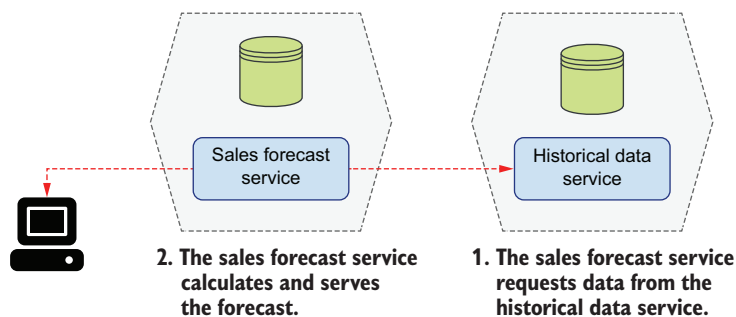 Sales forecast
service
Historical data
service
2. The sales forecast service
calculates and serves
the forecast.
1. The sales forecast service
requests data from the
historical data service.